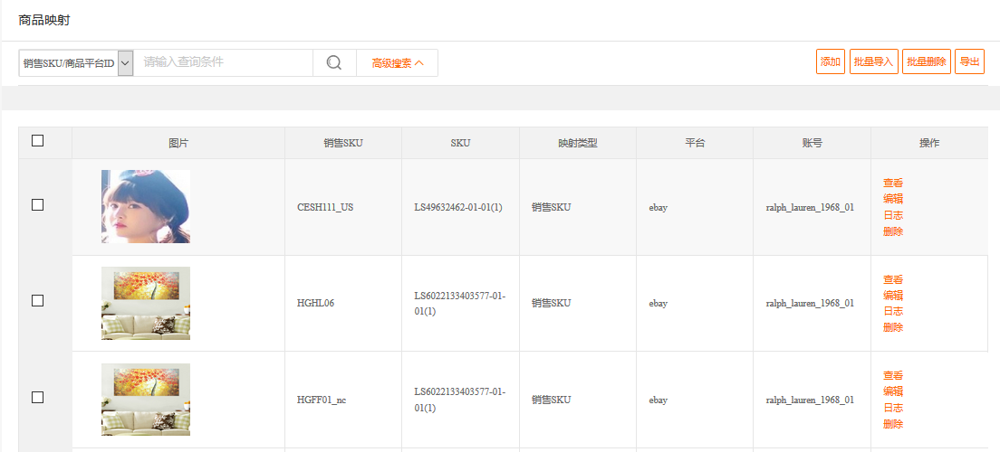 商品映射
销售SKU/商品平台ID 请输入查询条件 高级搜索 添加 批量导入 批量删除 导出
图片 销售SKU SKU 映射类型 平台 账号 操作
CESH111_US LS49632462-01-01(1) 销售SKU ebay ralph_lauren_1968_01
查看
编辑
日志
删除
HGHL06 LS6022133403577-01-
01(1) 销售SKU ebay ralph_lauren_1968_01
查看
编辑
日志
删除
HGFF01_nc LS6022133403577-01-
01(1) 销售SKU ebay ralph_lauren_1968_01
查看
编辑
日志
删除